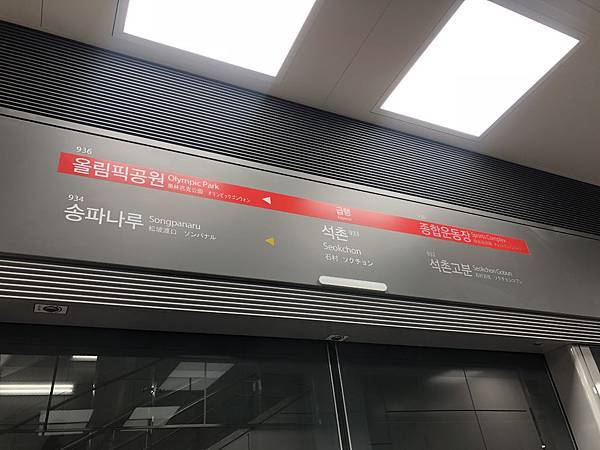 936
올림픽공원 Olympic Park
奧林匹克公園 オリンピックゴンウォン
급행
Express
종합운동장 Sports Complex
934
송파나루 Songpanaru
松坡渡口 ソンパナル
석촌 933
Seokchon
石村 ソクチョン
932
석촌고분 Seokchon Gobun